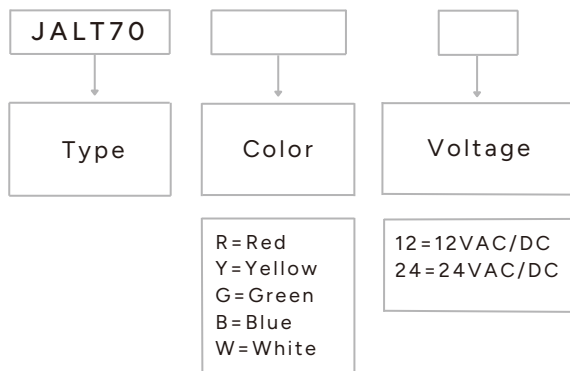 JALT70
Type
Color
Voltage
R=Red
Y=Yellow
G=Green
B=Blue
W=White
12=12VAC/DC
24=24VAC/DC